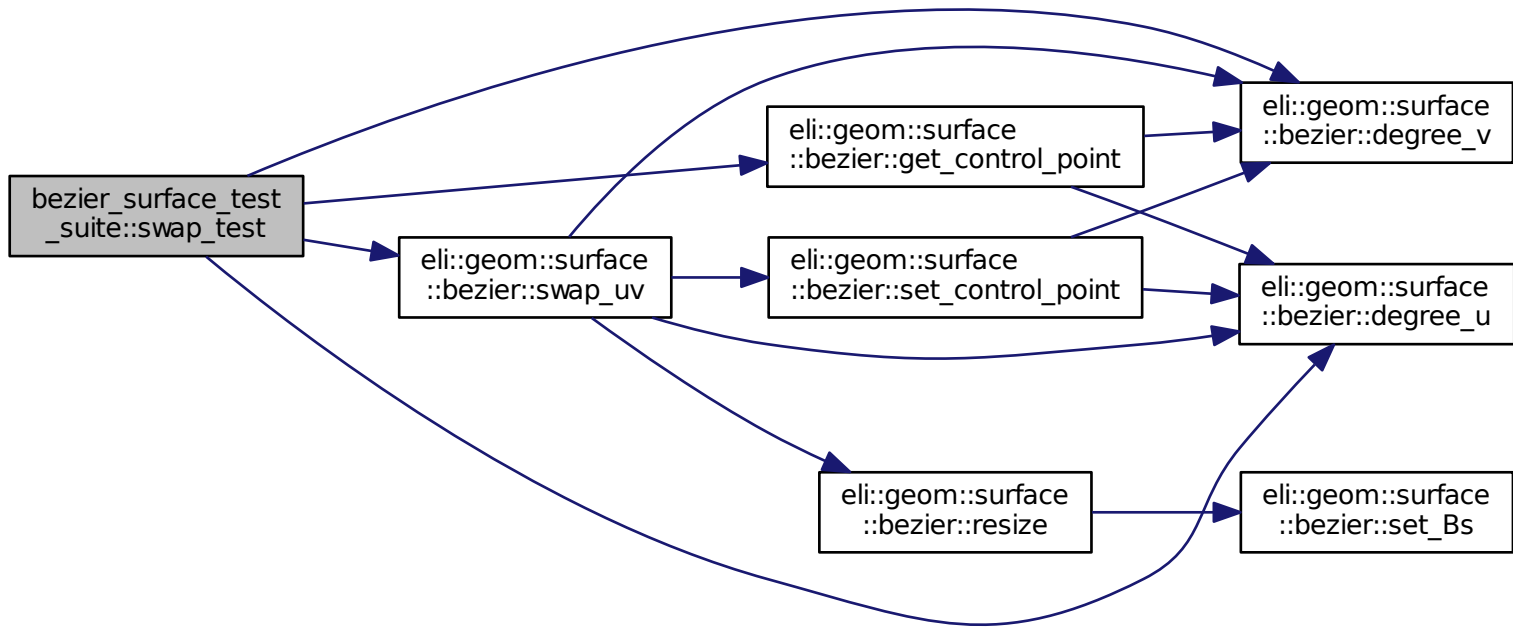 bezier_surface_test
_suite::swap_test
eli::geom::surface
::bezier::swap_uv
eli::geom::surface
::bezier::get_control_point
eli::geom::surface
::bezier::set_control_point
eli::geom::surface
::bezier::resize
eli::geom::surface
::bezier::degree_v
eli::geom::surface
::bezier::degree_u
eli::geom::surface
::bezier::set_Bs